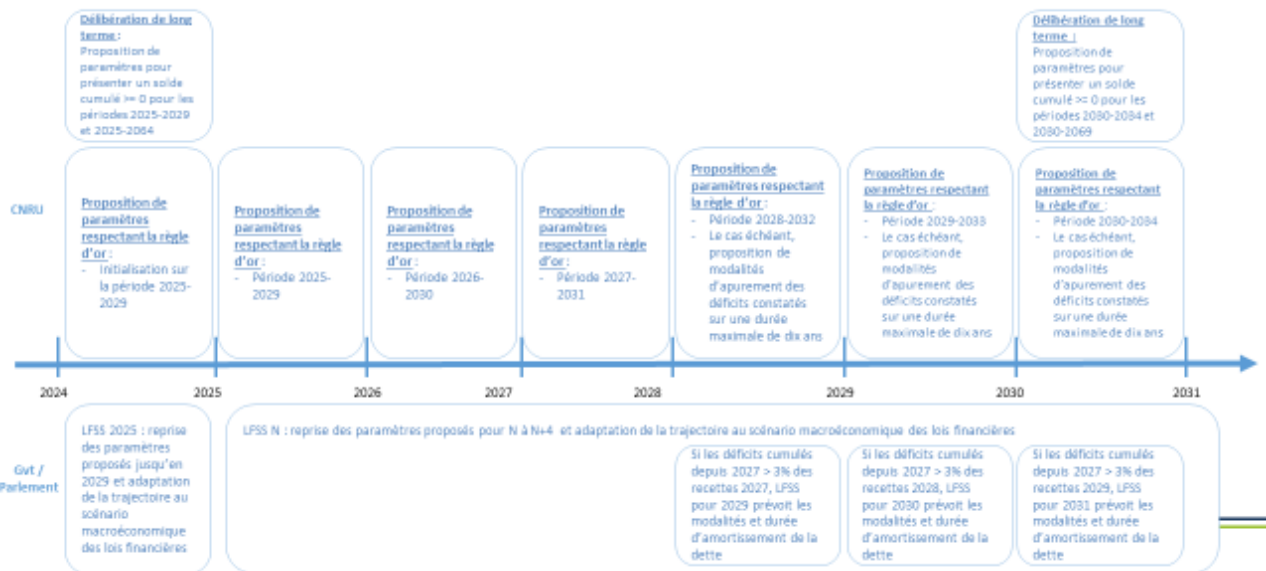 Délibération de long
terme :
Proposition de
paramètres pour
présenter un solde
cumulé >= 0 pour les
périodes 2025-2029
et 2025-2064
Délibération de long
terme :
Proposition de
paramètres pour
présenter un solde
cumulé >= 0 pour les
périodes 2030-2034 et
2030-2069
CNRU
Proposition de
paramètres
respectant la règle
d'or :
- Initialisation sur
la période 2025-
2029
Proposition de
paramètres
respectant la règle
d'or :
- Période 2025-
2029
Proposition de
paramètres
respectant la règle
d'or :
- Période 2026-
2030
Proposition de
paramètres
respectant la règle
d'or :
- Période 2027-
2031
Proposition de
paramètres respectant
la règle d'or :
- Période 2028-2032
- Le cas échéant,
proposition de
modalités
d'apurement des
déficits constatés
sur une durée
maximale de dix ans
Proposition de
paramètres respectant
la règle d'or :
- Période 2029-2033
- Le cas échéant,
proposition de
modalités
d'apurement des
déficits constatés
sur une durée
maximale de dix ans
Proposition de
paramètres respectant
la règle d'or :
- Période 2030-2034
- Le cas échéant,
proposition de
modalités
d'apurement des
déficits constatés
sur une durée
maximale de dix ans
2024
2025
2026
2027
2028
2029
2030
2031
Gvt /
Parlement
LFSS 2025 : reprise
des paramètres
proposés jusqu'en
2029 et adaptation
de la trajectoire au
scénario
macroéconomique
des lois financières
LFSS N : reprise des paramètres proposés pour N à N+4 et adaptation de la trajectoire au scénario macroéconomique des lois financières
Si les déficits cumulés
depuis 2027 > 3% des
recettes 2027, LFSS
pour 2029 prévoit les
modalités et durée
d'amortissement de la
dette
Si les déficits cumulés
depuis 2027 > 3% des
recettes 2028, LFSS
pour 2030 prévoit les
modalités et durée
d'amortissement de la
dette
Si les déficits cumulés
depuis 2027 > 3% des
recettes 2029, LFSS
pour 2031 prévoit les
modalités et durée
d'amortissement de la
dette